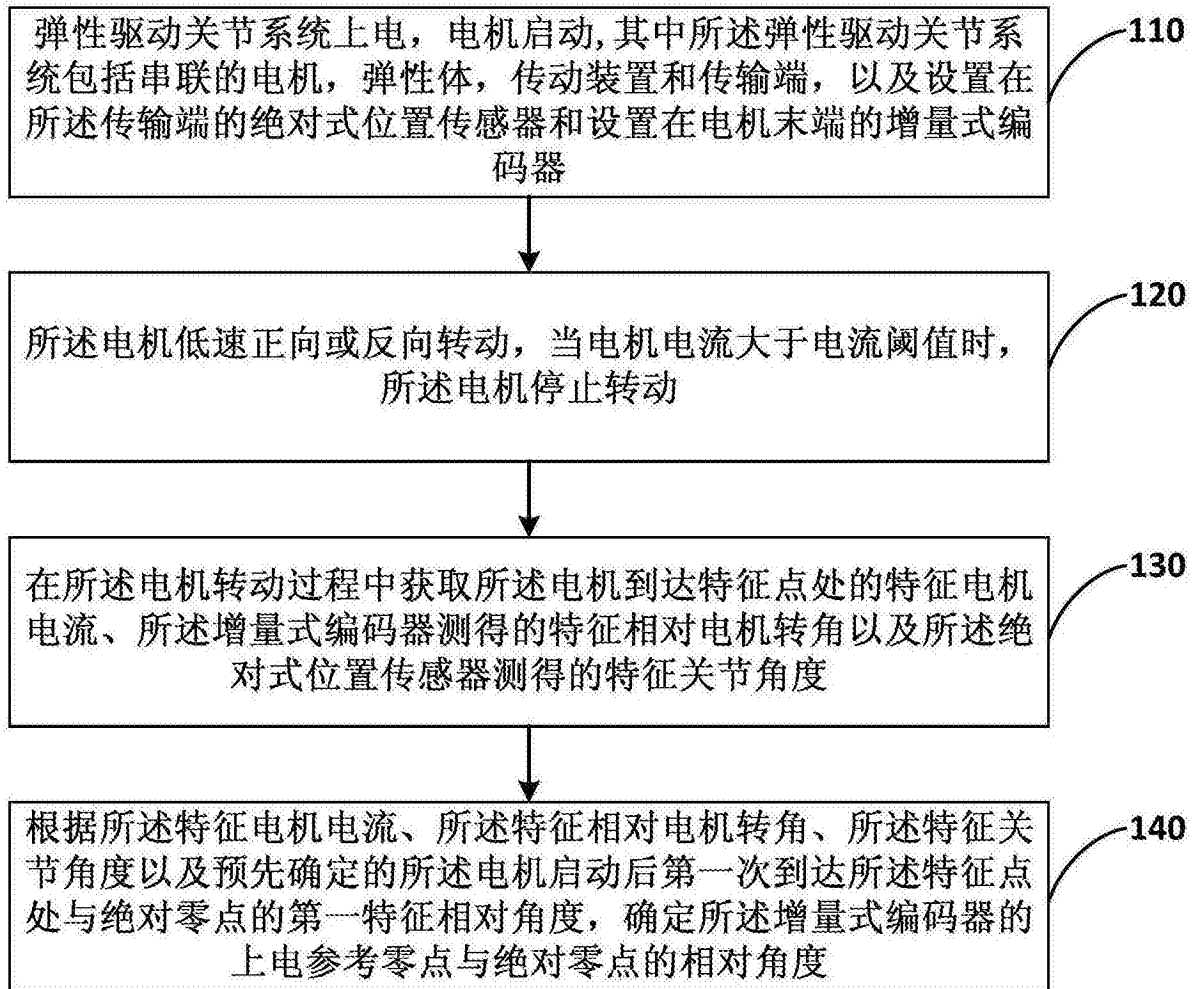 弹性驱动关节系统上电，电机启动,其中所述弹性驱动关节系
统包括串联的电机，弹性体，传动装置和传输端，以及设置在
所述传输端的绝对式位置传感器和设置在电机末端的增量式编
码器
110
所述电机低速正向或反向转动，当电机电流大于电流阈值时，
所述电机停止转动
120
在所述电机转动过程中获取所述电机到达特征点处的特征电机
电流、所述增量式编码器测得的特征相对电机转角以及所述绝
对式位置传感器测得的特征关节角度
130
根据所述特征电机电流、所述特征相对电机转角、所述特征关
节角度以及预先确定的所述电机启动后第一次到达所述特征点
处与绝对零点的第一特征相对角度，确定所述增量式编码器的
上电参考零点与绝对零点的相对角度
140